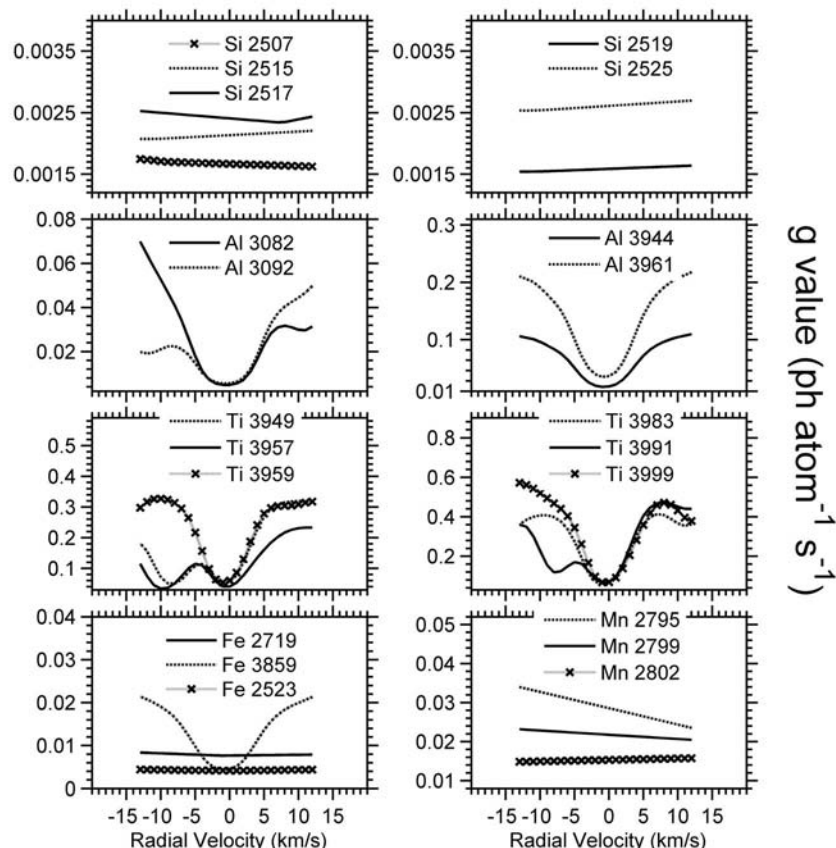 0.0035
0.0025
0.0015
Si 2507
Si 2515
Si 2517
0.0035
0.0025
0.0015
Si 2519
Si 2525
0.08
0.06
0.04
0.02
Al 3082
Al 3092
0.3
0.2
0.1
0.01
Al 3944
Al 3961
0.5
0.4
0.3
0.2
0.1
Ti 3949
Ti 3957
Ti 3959
0.8
0.6
0.4
0.2
Ti 3983
Ti 3991
Ti 3999
0.04
0.03
0.02
0.01
0
Fe 2719
Fe 3859
Fe 2523
-15 -10 -5 0 5 10 15
Radial Velocity (km/s)
0.05
0.04
0.03
0.02
0.01
Mn 2795
Mn 2799
Mn 2802
-15 -10 -5 0 5 10 15
Radial Velocity (km/s)
g value (ph atom⁻¹ s⁻¹)